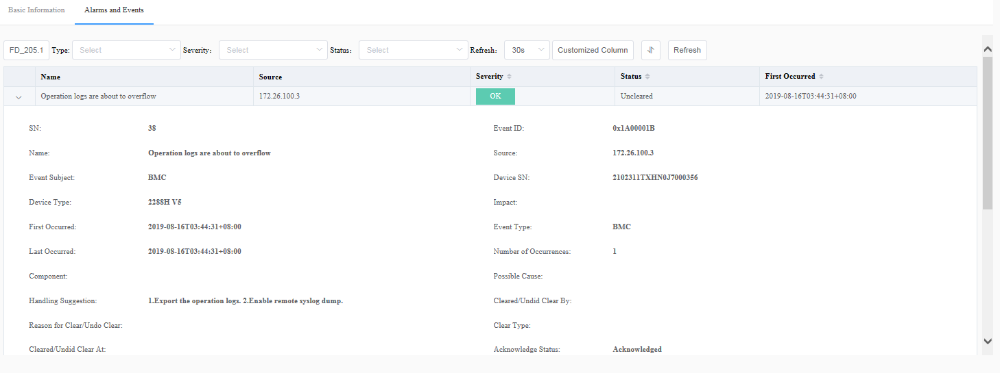 Basic Information Alarms and Events
FD_205.1 Type: Select Severity: Select Status: Select Refresh: 30s Customized Column Refresh
Name Source Severity Status First Occurred
Operation logs are about to overflow 172.26.100.3 OK Uncleared 2019-08-16T03:44:31+08:00
SN: 38 Event ID: 0x1A00001B
Name: Operation logs are about to overflow Source: 172.26.100.3
Event Subject: BMC Device SN: 2102311TXHN0J7000356
Device Type: 2288H V5 Impact:
First Occurred: 2019-08-16T03:44:31+08:00 Event Type: BMC
Last Occurred: 2019-08-16T03:44:31+08:00 Number of Occurrences: 1
Component: Possible Cause:
Handling Suggestion: 1.Export the operation logs. 2.Enable remote syslog dump. Cleared/Undid Clear By:
Reason for Clear/Undo Clear: Clear Type:
Cleared/Undid Clear At: Acknowledge Status: Acknowledged